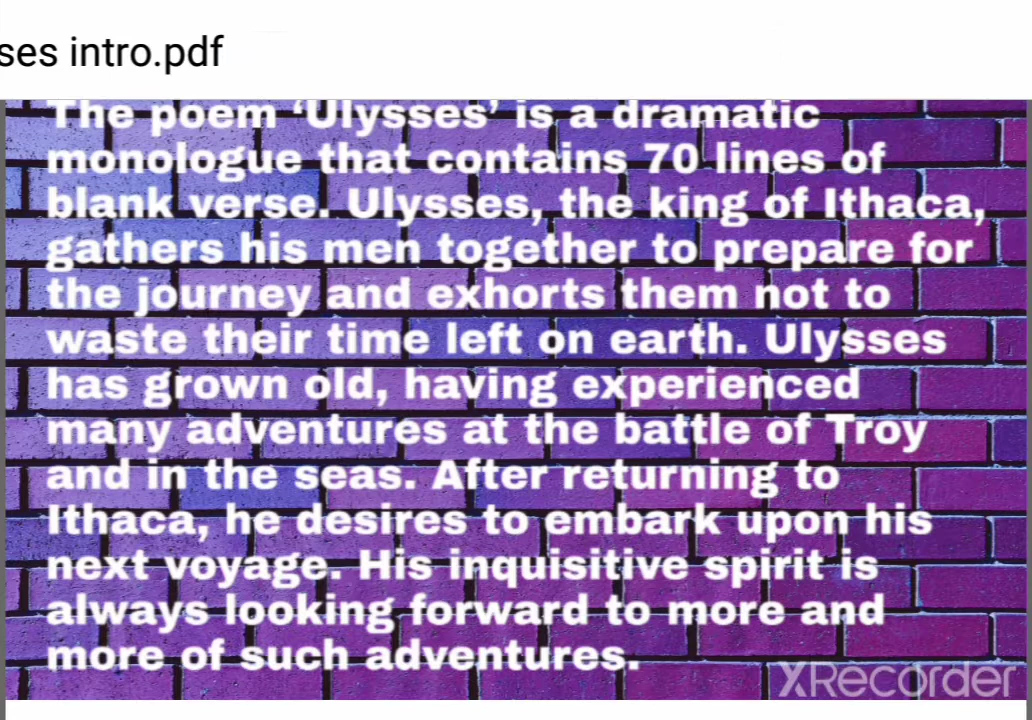 ses intro.pdf
The poem ‘Ulysses’ is a dramatic
monologue that contains 70 lines of
blank verse. Ulysses, the king of Ithaca,
gathers his men together to prepare for
the journey and exhorts them not to
waste their time left on earth. Ulysses
has grown old, having experienced
many adventures at the battle of Troy
and in the seas. After returning to
Ithaca, he desires to embark upon his
next voyage. His inquisitive spirit is
always looking forward to more and
more of such adventures.
XRecorder